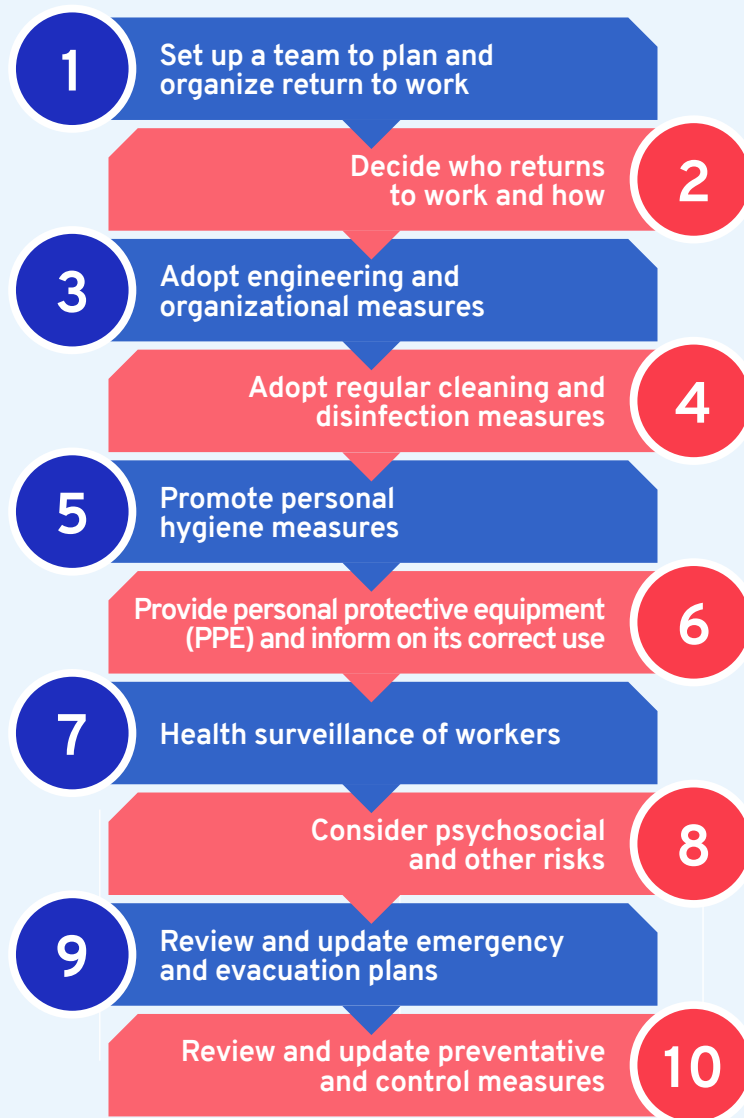 1
Set up a team to plan and
organize return to work
2
Decide who returns
to work and how
3
Adopt engineering and
organizational measures
4
Adopt regular cleaning and
disinfection measures
5
Promote personal
hygiene measures
6
Provide personal protective equipment
(PPE) and inform on its correct use
7
Health surveillance of workers
8
Consider psychosocial
and other risks
9
Review and update emergency
and evacuation plans
10
Review and update preventative
and control measures